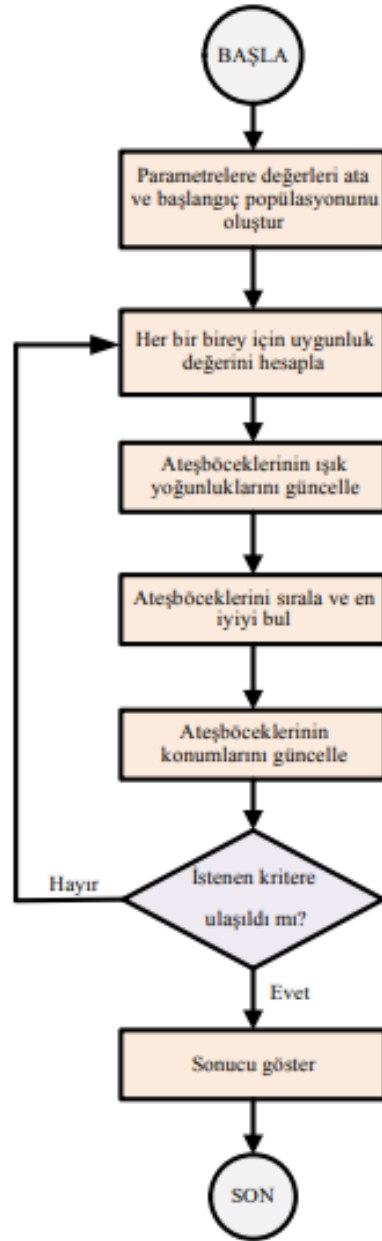 BAŞLA
Parametrelere değerleri ata
ve başlangıç popülasyonunu
oluştur
Her bir birey için uygunluk
değerini hesapla
Ateşböceklerinin ışık
yoğunluklarını güncelle
Ateşböceklerini sırala ve en
iyiyi bul
Ateşböceklerinin
konumlarını güncelle
İstenen kritere
ulaşıldı mı?
Hayır
Evet
Sonucu göster
SON